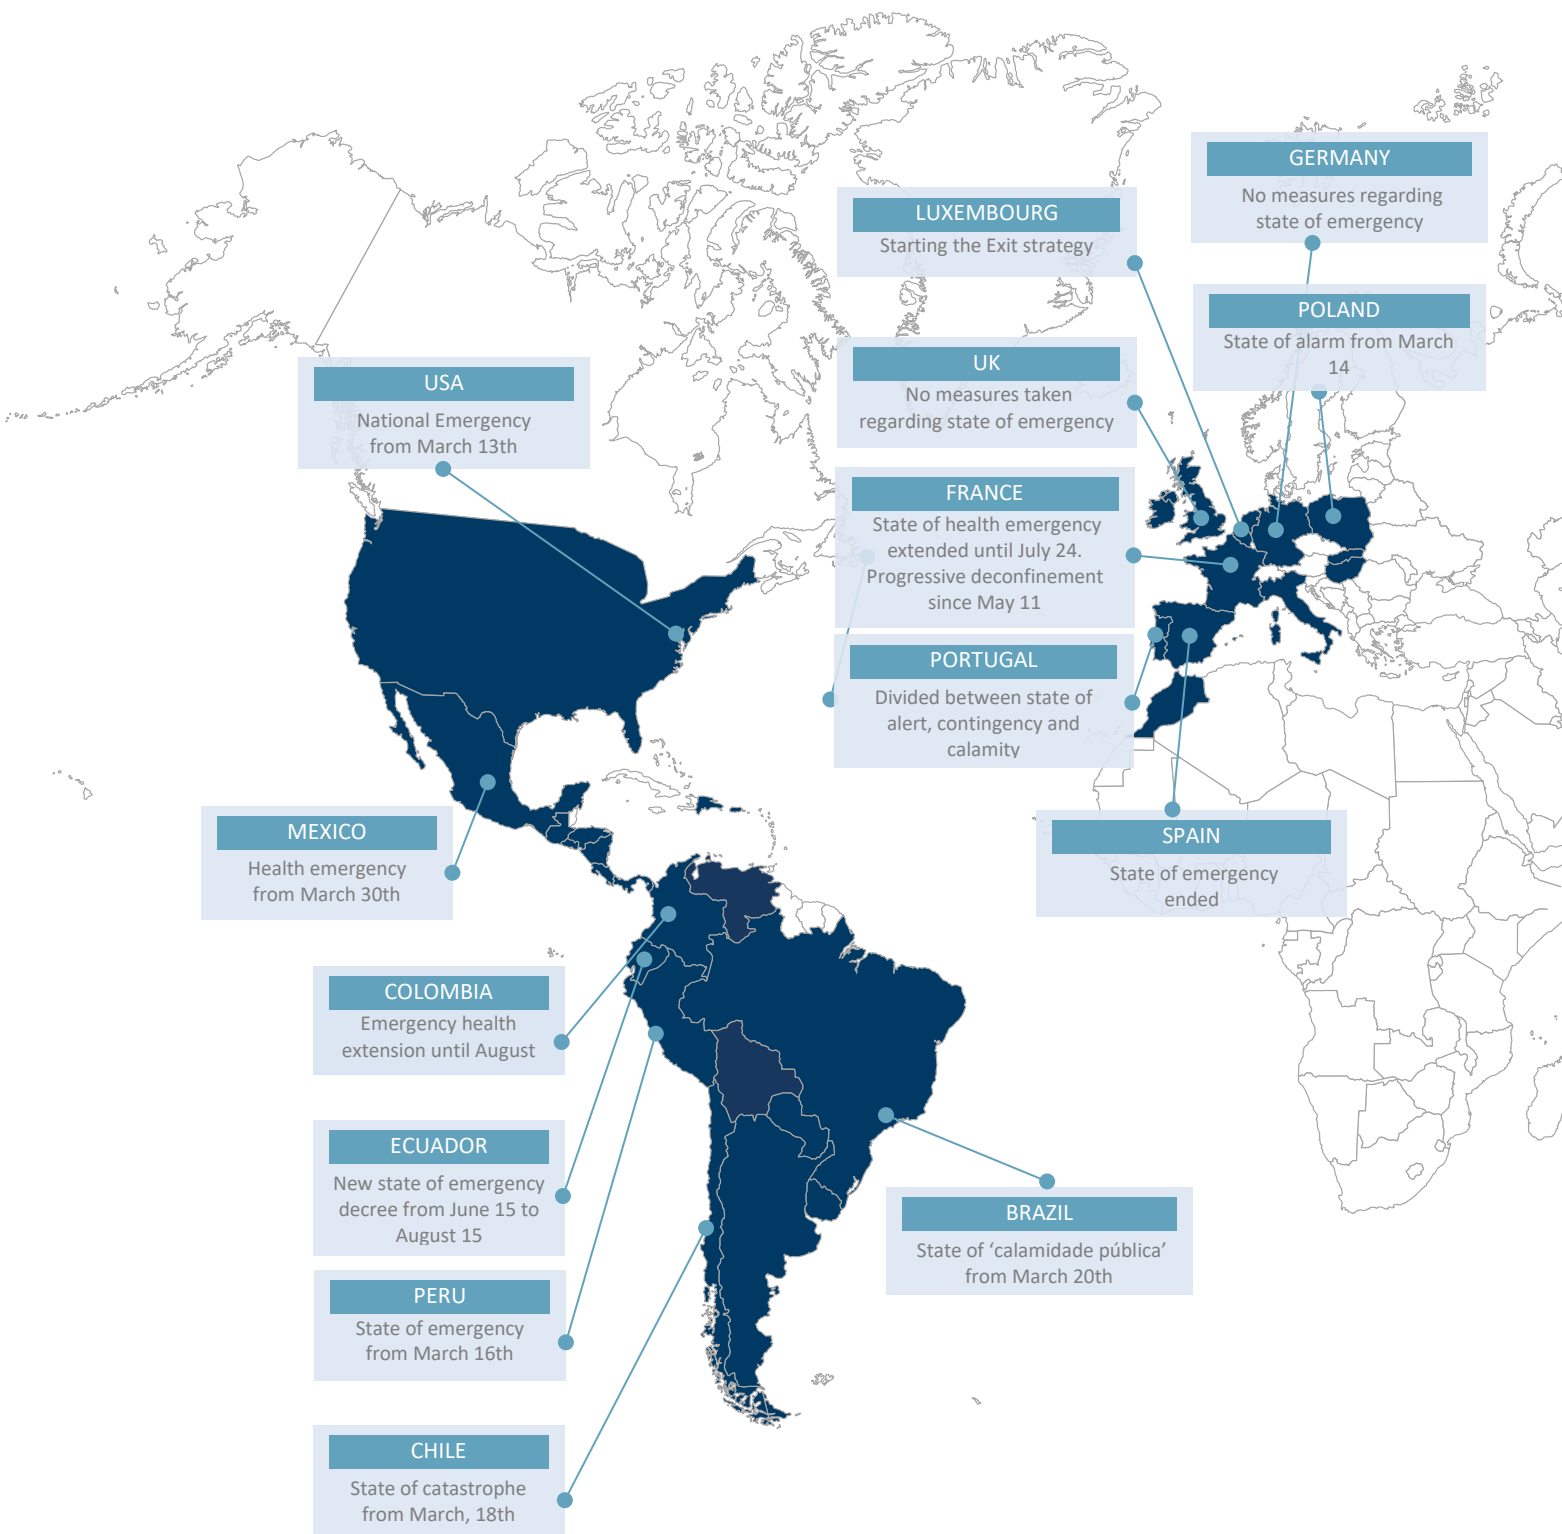 GERMANY
No measures regarding
state of emergency
LUXEMBOURG
Starting the Exit strategy
POLAND
State of alarm from March
14
UK
No measures taken
regarding state of emergency
USA
National Emergency
from March 13th
FRANCE
State of health emergency
extended until July 24.
Progressive deconfinement
since May 11
PORTUGAL
Divided between state of
alert, contingency and
calamity
SPAIN
State of emergency
ended
MEXICO
Health emergency
from March 30th
COLOMBIA
Emergency health
extension until August
ECUADOR
New state of emergency
decree from June 15 to
August 15
BRAZIL
State of ‘calamidade pública’
from March 20th
PERU
State of emergency
from March 16th
CHILE
State of catastrophe
from March, 18th